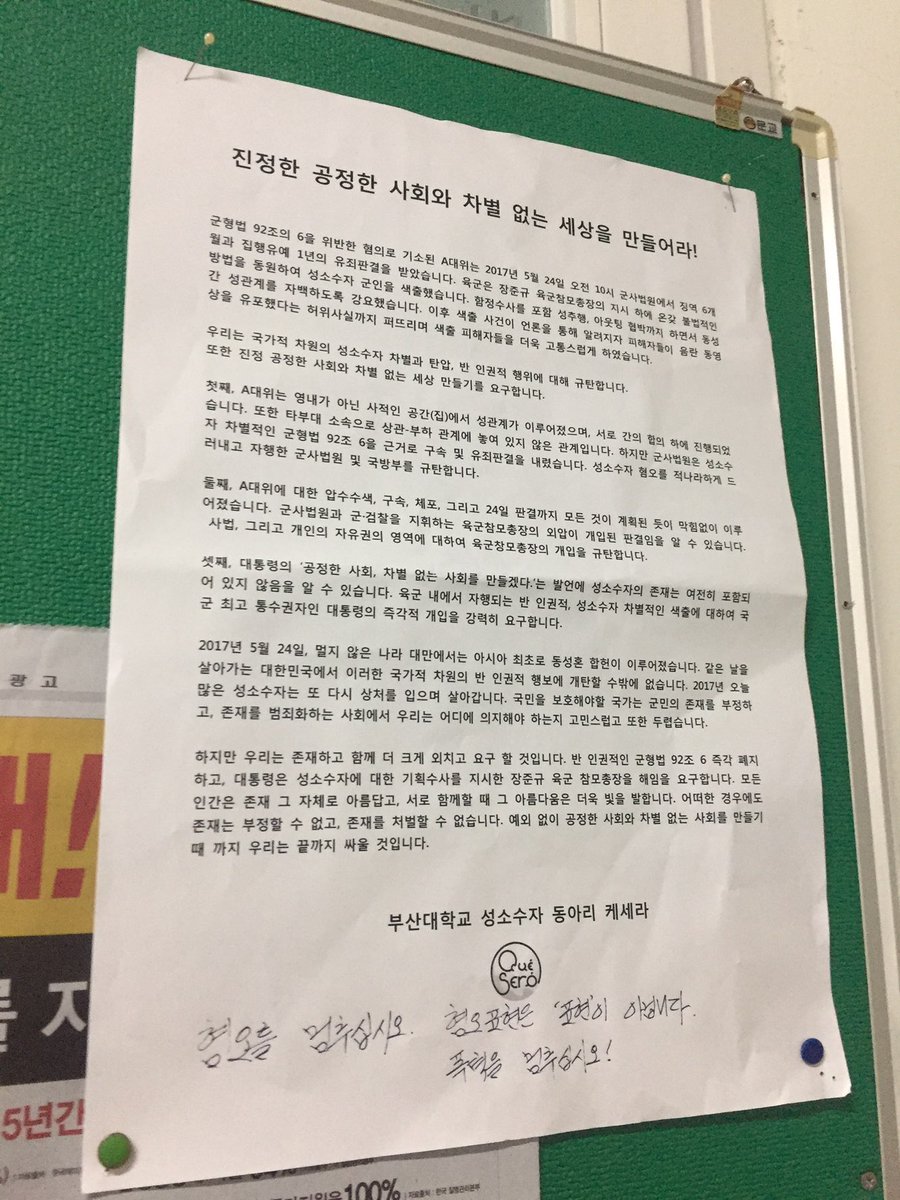 문교
진정한 공정한 사회와 차별 없는 세상을 만들어라!
군형법 92조의 6을 위반한 혐의로 기소된 A대위는 2017년 5월 24일 오전 10시 군사법원에서 징역 6개
월과 집행유예 1년의 유죄판결을 받았습니다. 육군은 장준규 육군참모총장의 지시 하에 온갖 불법적인
방법을 동원하여 성소수자 군인을 색출했습니다. 함정수사를 포함 성추행, 아웃팅 협박까지 하면서 동성
간 성관계를 자백하도록 강요했습니다. 이후 색출 사건이 언론을 통해 알려지자 피해자들이 음란 동영
상을 유포했다는 허위사실까지 퍼뜨리며 색출 피해자들을 더욱 고통스럽게 하였습니다.
우리는 국가적 차원의 성소수자 차별과 탄압, 반 인권적 행위에 대해 규탄합니다.
또한 진정 공정한 사회와 차별 없는 세상 만들기를 요구합니다.
첫째, A대위는 영내가 아닌 사적인 공간(집)에서 성관계가 이루어졌으며, 서로 간의 합의 하에 진행되었
습니다. 또한 타부대 소속으로 상관-부하 관계에 놓여 있지 않은 관계입니다. 하지만 군사법원은 성소수
자 차별적인 군형법 92조 6을 근거로 구속 및 유죄판결을 내렸습니다. 성소수자 혐오를 적나라하게 드
러내고 자행한 군사법원 및 국방부를 규탄합니다.
둘째, A대위에 대한 압수수색, 구속, 체포, 그리고 24일 판결까지 모든 것이 계획된 듯이 막힘없이 이루
어졌습니다. 군사법원과 군·검찰을 지휘하는 육군참모총장의 외압이 개입된 판결임을 알 수 있습니다.
사법, 그리고 개인의 자유권의 영역에 대하여 육군참모총장의 개입을 규탄합니다.
셋째, 대통령의 '공정한 사회, 차별 없는 사회를 만들겠다.'는 발언에 성소수자의 존재는 여전히 포함되
어 있지 않음을 알 수 있습니다. 육군 내에서 자행되는 반 인권적, 성소수자 차별적인 색출에 대하여 국
군 최고 통수권자인 대통령의 즉각적 개입을 강력히 요구합니다.
2017년 5월 24일, 멀지 않은 나라 대만에서는 아시아 최초로 동성혼 합헌이 이루어졌습니다. 같은 날을
살아가는 대한민국에서 이러한 국가적 차원의 반 인권적 행보에 개탄할 수밖에 없습니다. 2017년 오늘
많은 성소수자는 또 다시 상처를 입으며 살아갑니다. 국민을 보호해야할 국가는 군민의 존재를 부정하
고, 존재를 범죄화하는 사회에서 우리는 어디에 의지해야 하는지 고민스럽고 또한 두렵습니다.
하지만 우리는 존재하고 함께 더 크게 외치고 요구 할 것입니다. 반 인권적인 군형법 92조 6 즉각 폐지
하고, 대통령은 성소수자에 대한 기획수사를 지시한 장준규 육군 참모총장을 해임을 요구합니다. 모든
인간은 존재 그 자체로 아름답고, 서로 함께할 때 그 아름다움은 더욱 빛을 발합니다. 어떠한 경우에도
존재는 부정할 수 없고, 존재를 처벌할 수 없습니다. 예외 없이 공정한 사회와 차별 없는 사회를 만들기
때 까지 우리는 끝까지 싸울 것입니다.
부산대학교 성소수자 동아리 케세라
Qué
Será
혐오를 멈추십시오. 혐오표현은 '표현'이 아닙니다.
폭력을 멈추십시오!
광고
를 지
5년간
100%